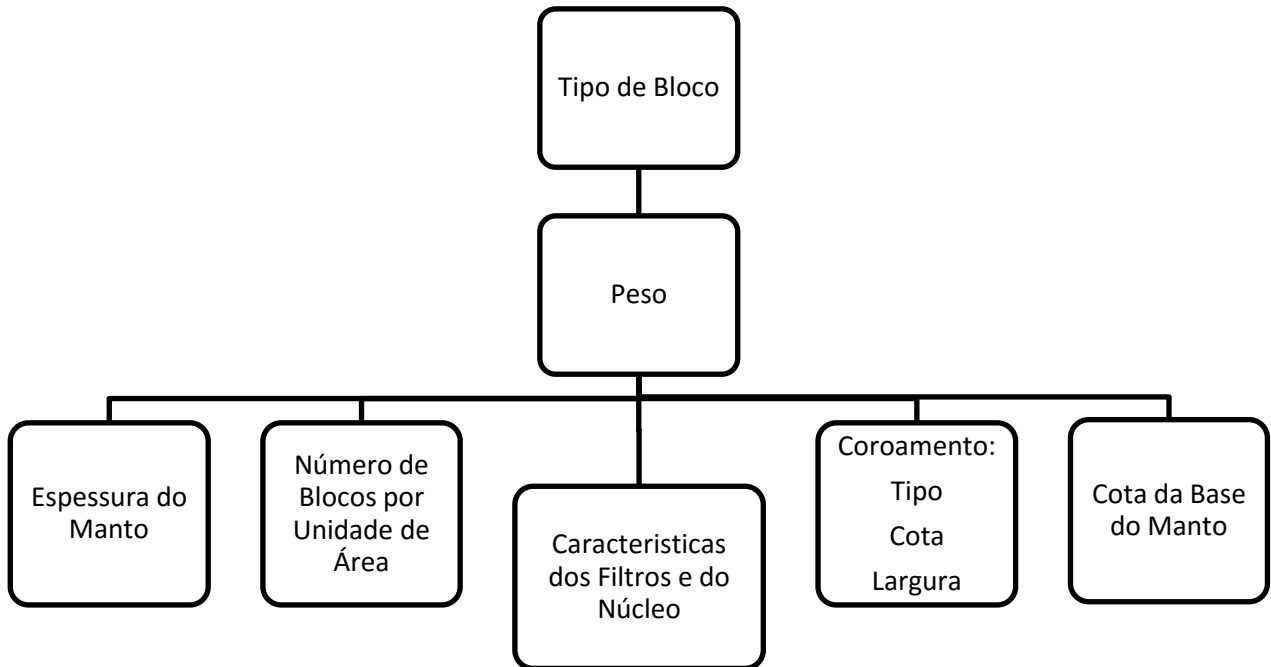 Tipo de Bloco
Peso
Espessura do
Manto
Número de
Blocos por
Unidade de
Área
Caracteristicas
dos Filtros e do
Núcleo
Coroamento:
Tipo
Cota
Largura
Cota da Base
do Manto